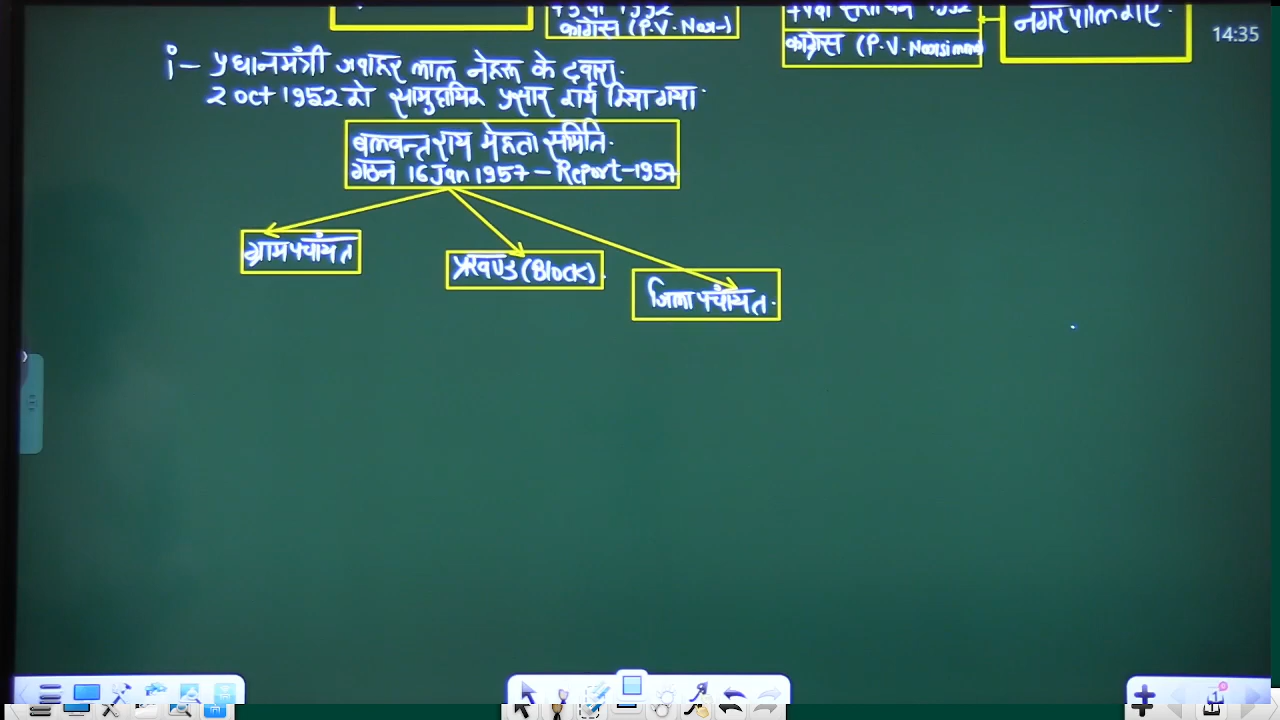 कांग्रेस (P.V. Nar-)
कांग्रेस (P.V. Narsimha)
नगरपालिकाए.
14:35
i - प्रधानमंत्री जवाहर लाल नेहरू के दवारा.
2 oct 1952 को सामुदायिक प्रसार कार्य किया गया.
बलवन्त राय मेहता समिति.
गठन 16 Jan 1957 - Report-1957
ग्राम पंचायत
प्रखण्ड (Block)
जिला पंचायत.